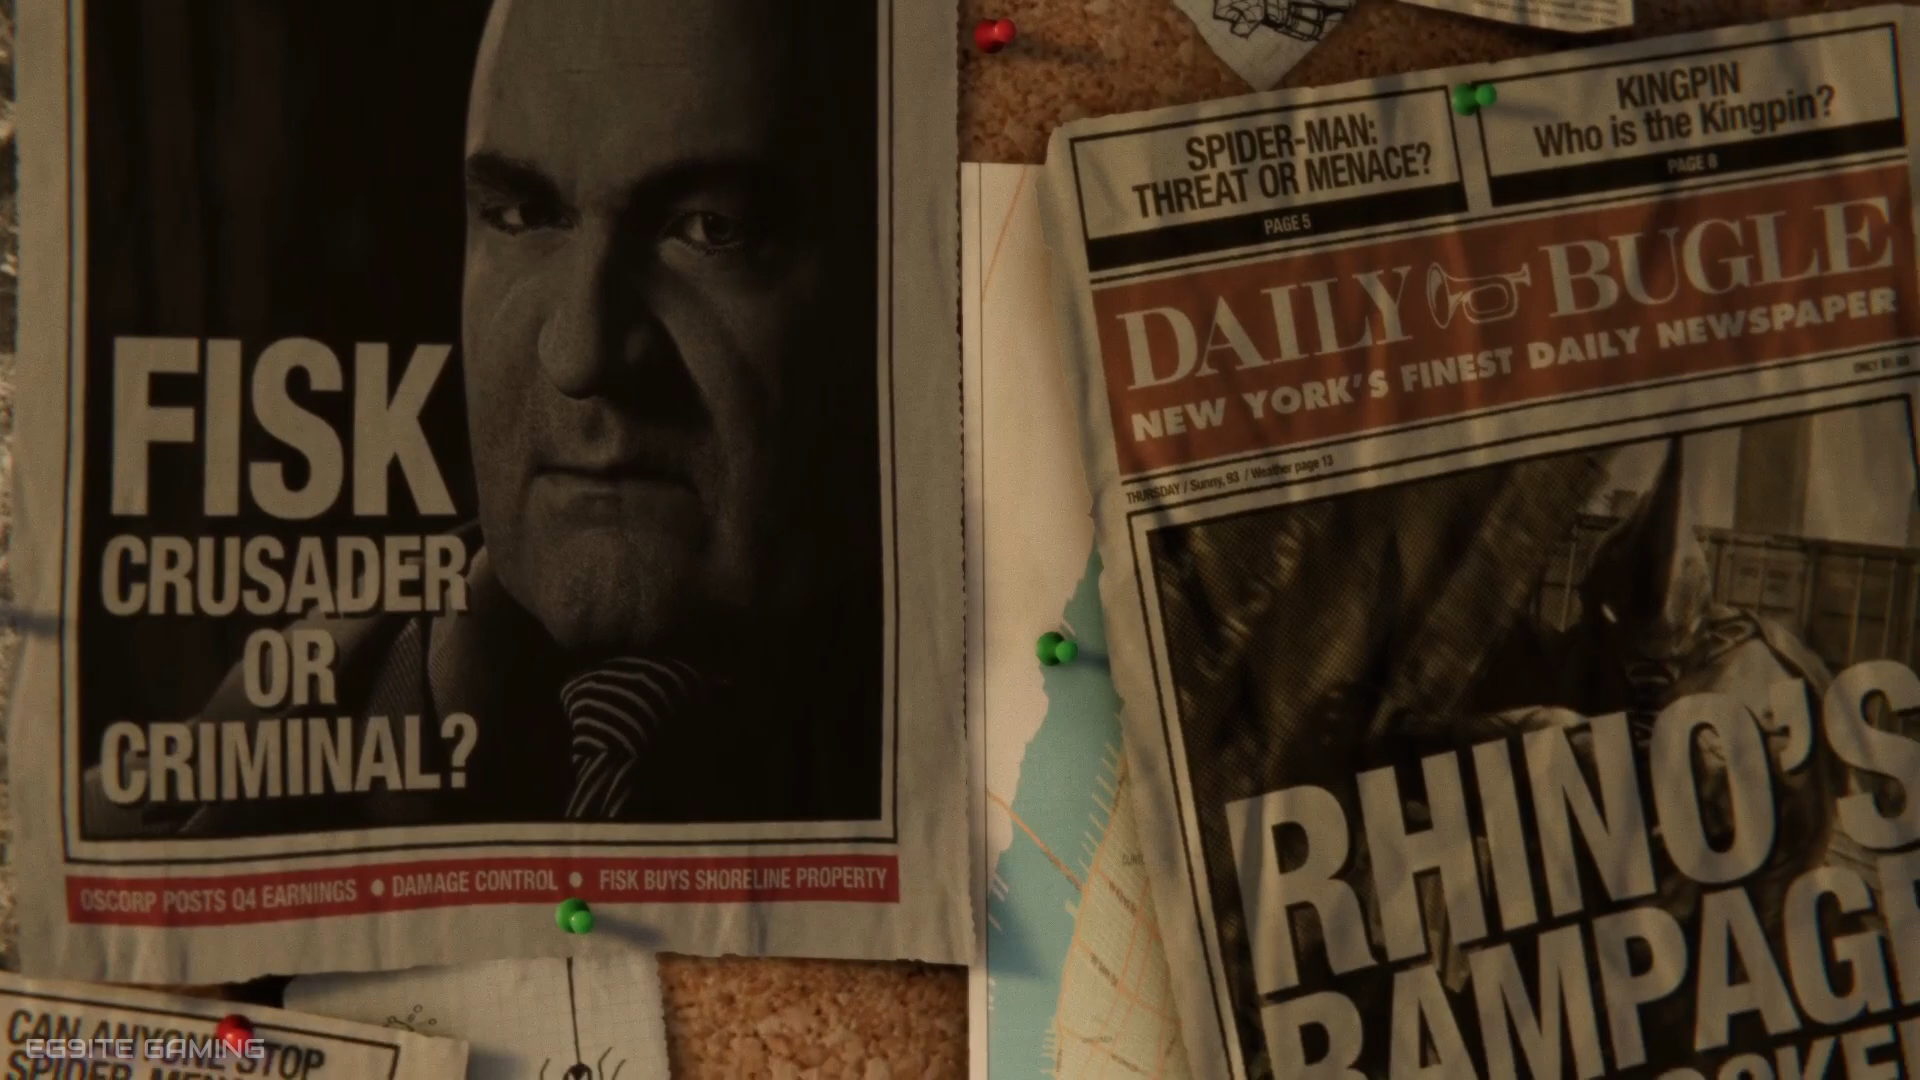 FISK
CRUSADER
OR
CRIMINAL?
OSCORP POSTS Q4 EARNINGS ● DAMAGE CONTROL ● FISK BUYS SHORELINE PROPERTY
CAN ANYONE STOP
EG9ITE GAMING
SPIDER-MAN:
THREAT OR MENACE?
PAGE 5
KINGPIN
Who is the Kingpin?
PAGE 8
DAILY BUGLE
NEW YORK'S FINEST DAILY NEWSPAPER
THURSDAY / Sunny, 93 / Weather page 13
RHINO'S
RAMPAGE